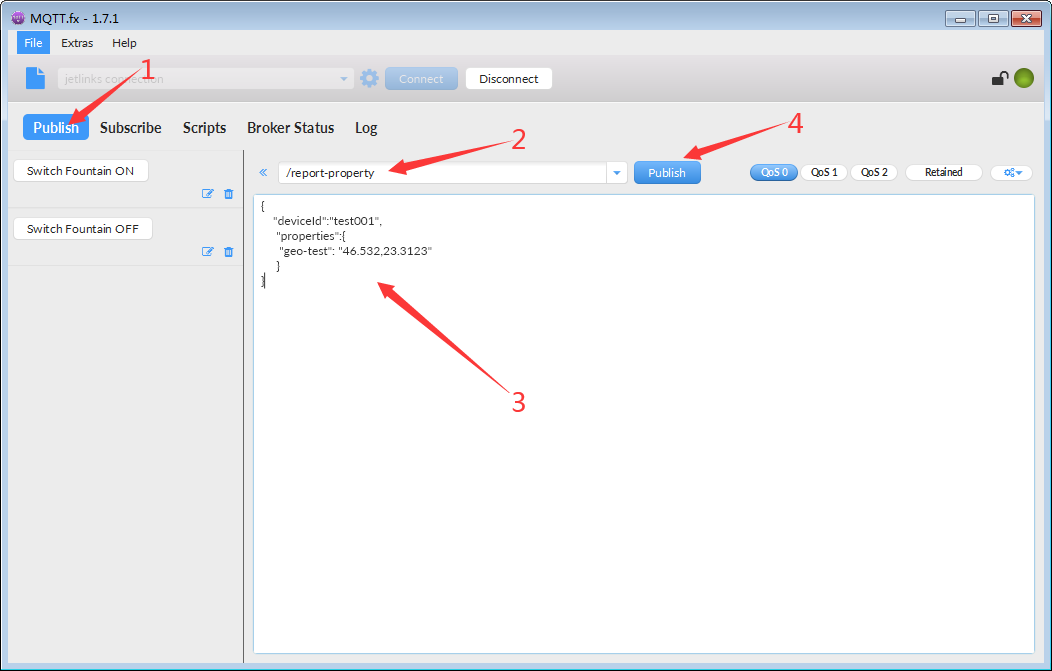 MQTT.fx - 1.7.1
File Extras Help
jetlinks connection Connect Disconnect
1
Publish Subscribe Scripts Broker Status Log
2
4
Switch Fountain ON
« /report-property Publish QoS 0 QoS 1 QoS 2 Retained
Switch Fountain OFF
{
"deviceId":"test001",
"properties":{
"geo-test": "46.532,23.3123"
}
}
3